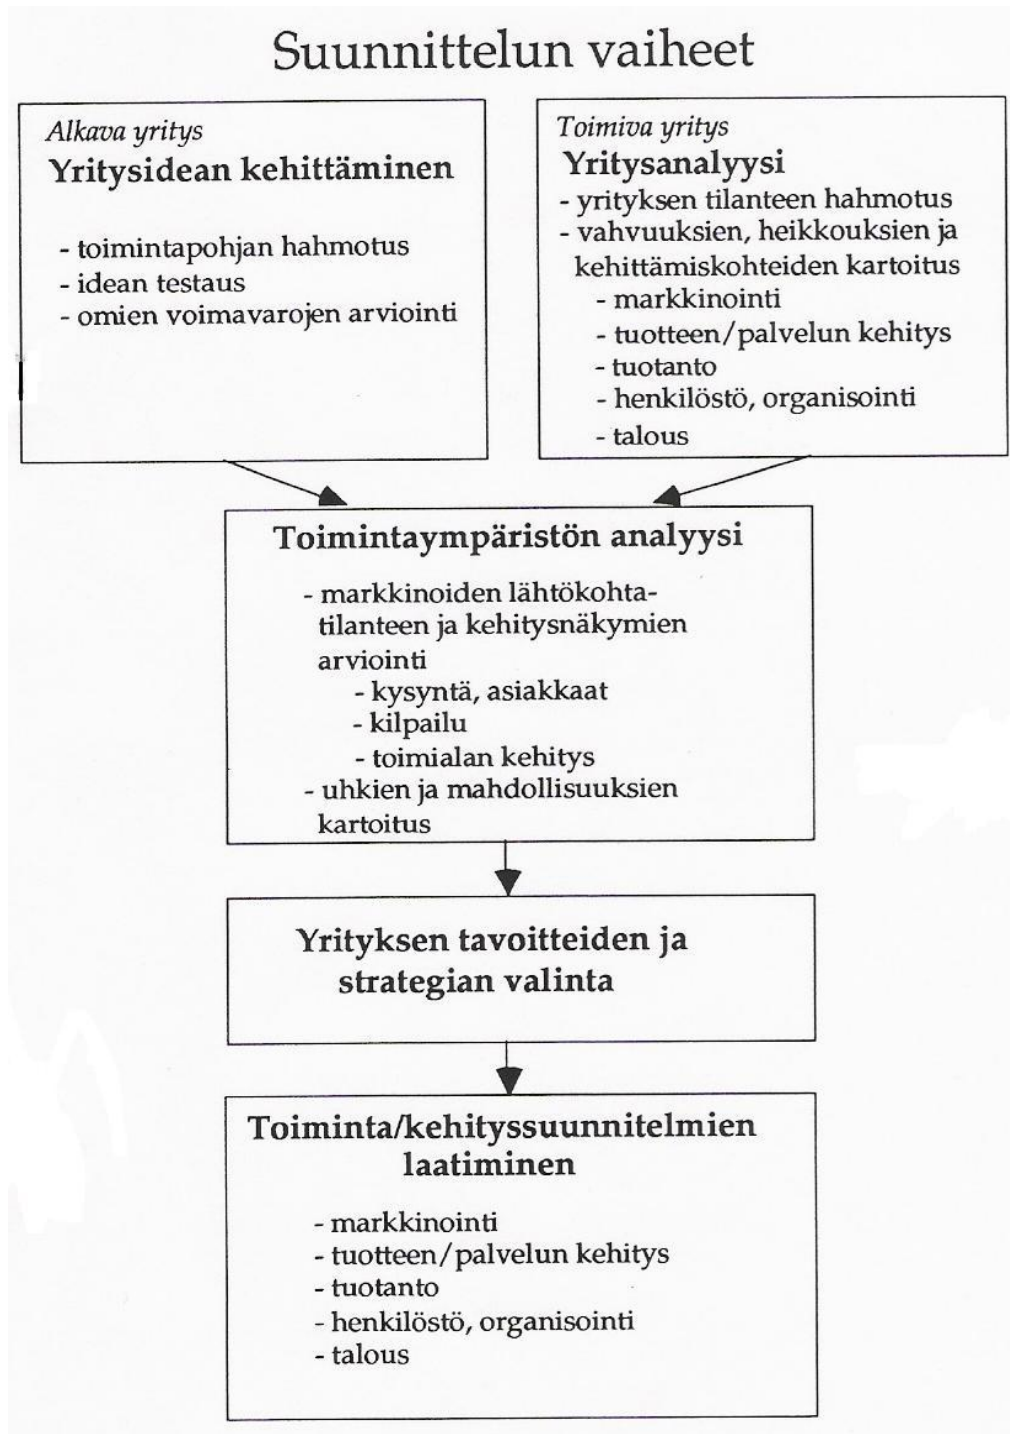 Suunnittelun vaiheet
Alkava yritys
Yritysidean kehittäminen
- toimintapohjan hahmotus
- idean testaus
- omien voimavarojen arviointi
Toimiva yritys
Yritysanalyysi
- yrityksen tilanteen hahmotus
- vahvuuksien, heikkouksien ja
kehittämiskohteiden kartoitus
- markkinointi
- tuotteen/palvelun kehitys
- tuotanto
- henkilöstö, organisointi
- talous
Toimintaympäristön analyysi
- markkinoiden lähtökohta-
tilanteen ja kehitysnäkymien
arviointi
- kysyntä, asiakkaat
- kilpailu
- toimialan kehitys
- uhkien ja mahdollisuuksien
kartoitus
Yrityksen tavoitteiden ja
strategian valinta
Toiminta/kehityssuunnitelmien
laatiminen
- markkinointi
- tuotteen/palvelun kehitys
- tuotanto
- henkilöstö, organisointi
- talous